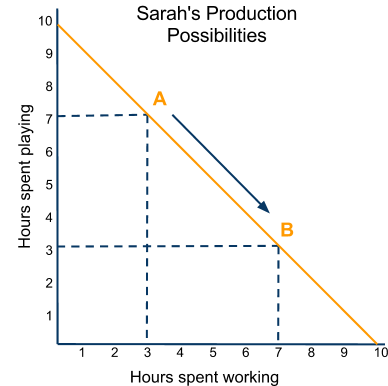 Sarah's Production
Possibilities
10
9
8
7
6
5
4
3
2
1
Hours spent playing
A
B
1 2 3 4 5 6 7 8 9 10
Hours spent working